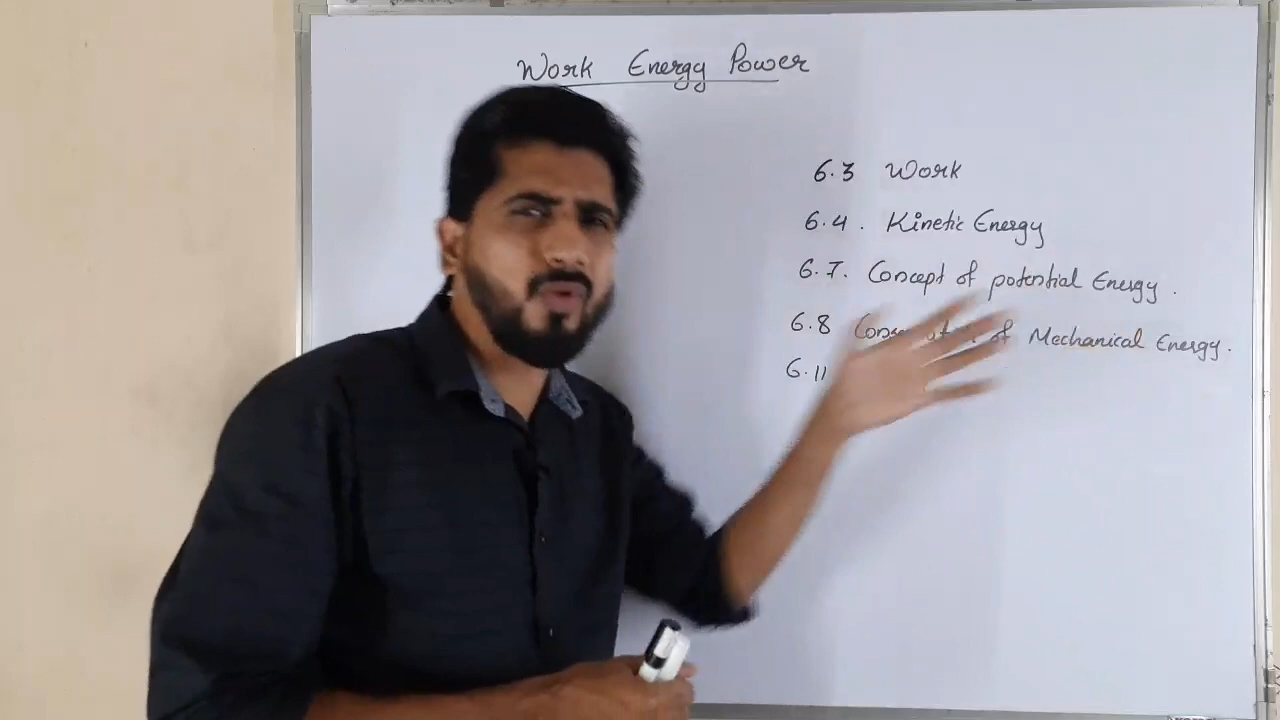 Work Energy Power
6.3 Work
6.4. Kinetic Energy
6.7. Concept of potential Energy.
6.8 of Mechanical Energy.
6.11